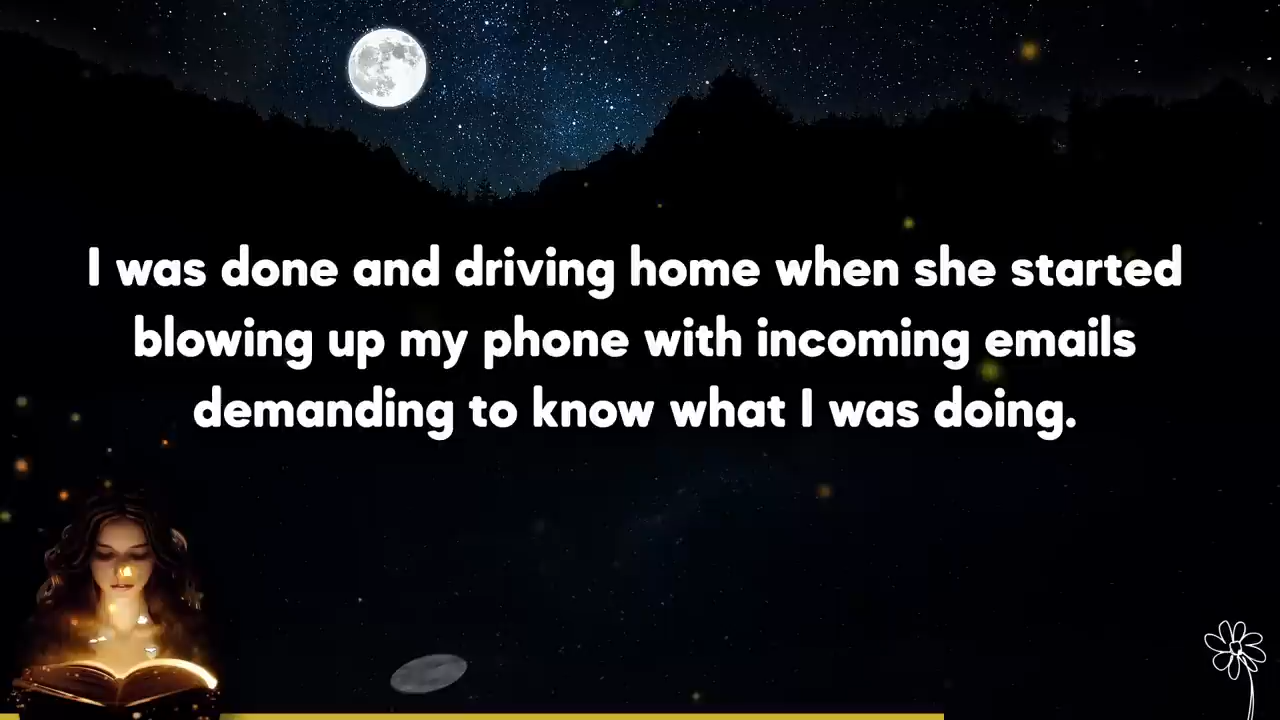 I was done and driving home when she started
blowing up my phone with incoming emails
demanding to know what I was doing.